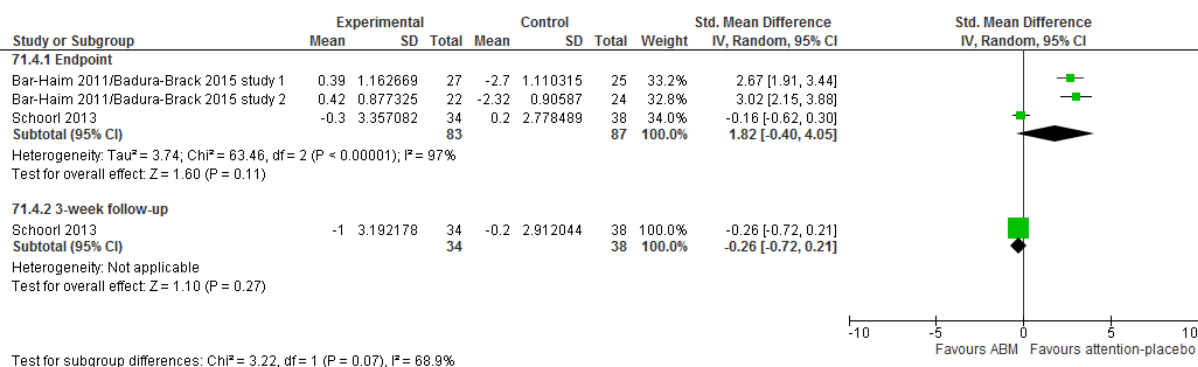 Experimental Control Std. Mean Difference Std. Mean Difference
Study or Subgroup Mean SD Total Mean SD Total Weight IV, Random, 95% CI IV, Random, 95% CI
71.4.1 Endpoint
Bar-Haim 2011/Badura-Brack 2015 study 1 0.39 1.162669 27 -2.7 1.110315 25 33.2% 2.67 [1.91, 3.44]
Bar-Haim 2011/Badura-Brack 2015 study 2 0.42 0.877325 22 -2.32 0.90587 24 32.8% 3.02 [2.15, 3.88]
Schoorl 2013 -0.3 3.357082 34 0.2 2.778489 38 34.0% -0.16 [-0.62, 0.30]
Subtotal (95% CI) 83 87 100.0% 1.82 [-0.40, 4.05]
Heterogeneity: Tau² = 3.74; Chi² = 63.46, df = 2 (P < 0.00001); I² = 97%
Test for overall effect: Z = 1.60 (P = 0.11)
71.4.2 3-week follow-up
Schoorl 2013 -1 3.192178 34 -0.2 2.912044 38 100.0% -0.26 [-0.72, 0.21]
Subtotal (95% CI) 34 38 100.0% -0.26 [-0.72, 0.21]
Heterogeneity: Not applicable
Test for overall effect: Z = 1.10 (P = 0.27)
-10 -5 0 5 10
Favours ABM Favours attention-placebo
Test for subgroup differences: Chi² = 3.22, df = 1 (P = 0.07), I² = 68.9%